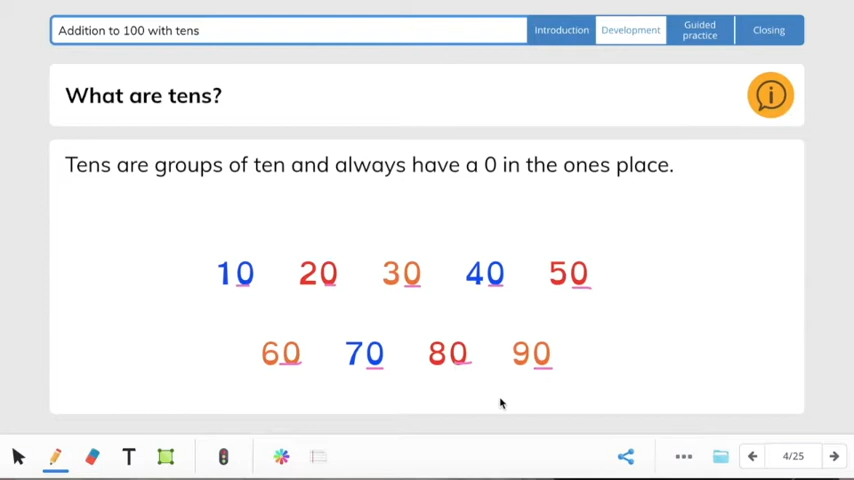 Addition to 100 with tens
Introduction
Development
Guided
practice
Closing
What are tens?
Tens are groups of ten and always have a 0 in the ones place.
10 20 30 40 50
60 70 80 90
T
4/25